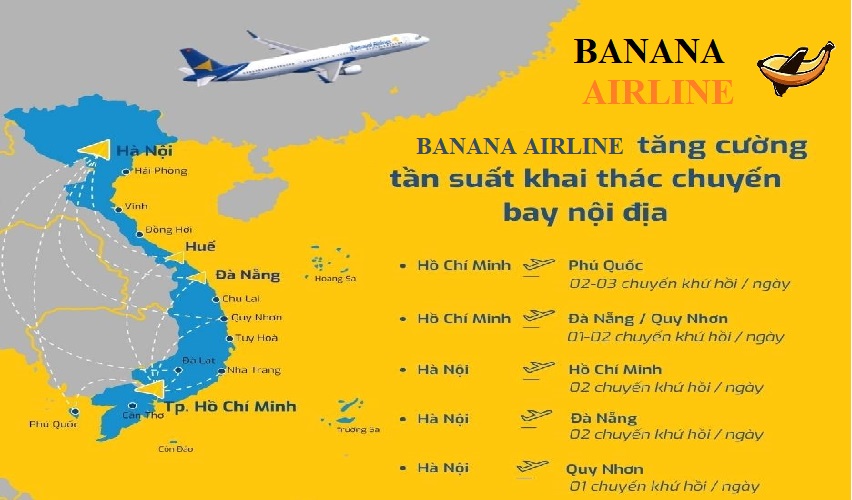 BANANA
AIRLINE
BANANA AIRLINE tăng cường
tần suất khai thác chuyến
bay nội địa
Hà Nội
Hải Phòng
Vinh
Đồng Hới
Huế
Đà Nẵng
Hoàng Sa
Chu Lai
Quy Nhơn
Tuy Hoà
Đà Lạt
Nha Trang
Tp. Hồ Chí Minh
Cần Thơ
Phú Quốc
Trường Sa
Côn Đảo
• Hồ Chí Minh Phú Quốc
02-03 chuyến khứ hồi / ngày
• Hồ Chí Minh Đà Nẵng / Quy Nhơn
01-02 chuyến khứ hồi / ngày
• Hà Nội Hồ Chí Minh
02 chuyến khứ hồi / ngày
• Hà Nội Đà Nẵng
02 chuyến khứ hồi / ngày
• Hà Nội Quy Nhơn
01 chuyến khứ hồi / ngày